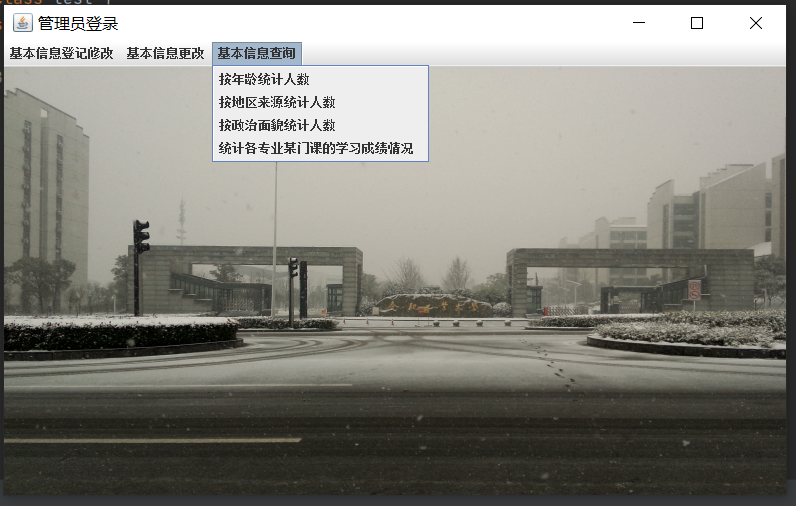 class test {
管理员登录
基本信息登记修改 基本信息更改 基本信息查询
按年龄统计人数
按地区来源统计人数
按政治面貌统计人数
统计各专业某门课的学习成绩情况